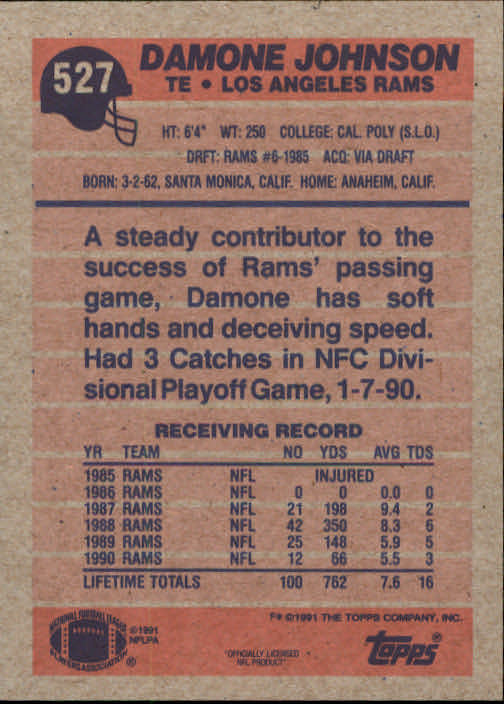 527
DAMONE JOHNSON
TE • LOS ANGELES RAMS
HT: 6'4" WT: 250 COLLEGE: CAL. POLY (S.L.O.)
DRFT: RAMS #6-1985 ACQ: VIA DRAFT
BORN: 3-2-62, SANTA MONICA, CALIF. HOME: ANAHEIM, CALIF.
A steady contributor to the
success of Rams' passing
game, Damone has soft
hands and deceiving speed.
Had 3 Catches in NFC Divi-
sional Playoff Game, 1-7-90.
RECEIVING RECORD
YR TEAM NO YDS AVG TDS
1985 RAMS NFL INJURED
1986 RAMS NFL 0 0 0.0 0
1987 RAMS NFL 21 198 9.4 2
1988 RAMS NFL 42 350 8.3 6
1989 RAMS NFL 25 148 5.9 5
1990 RAMS NFL 12 66 5.5 3
LIFETIME TOTALS 100 762 7.6 16
NATIONAL FOOTBALL LEAGUE
PLAYERS ASSOCIATION
®
©1991
NFLPA
F* ©1991 THE TOPPS COMPANY, INC.
"OFFICIALLY LICENSED
NFL PRODUCT"
Topps®